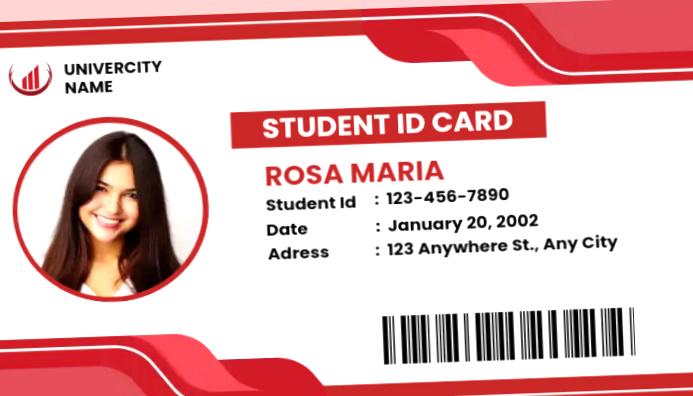 UNIVERCITY
NAME
STUDENT ID CARD
ROSA MARIA
Student Id : 123-456-7890
Date : January 20, 2002
Adress : 123 Anywhere St., Any City